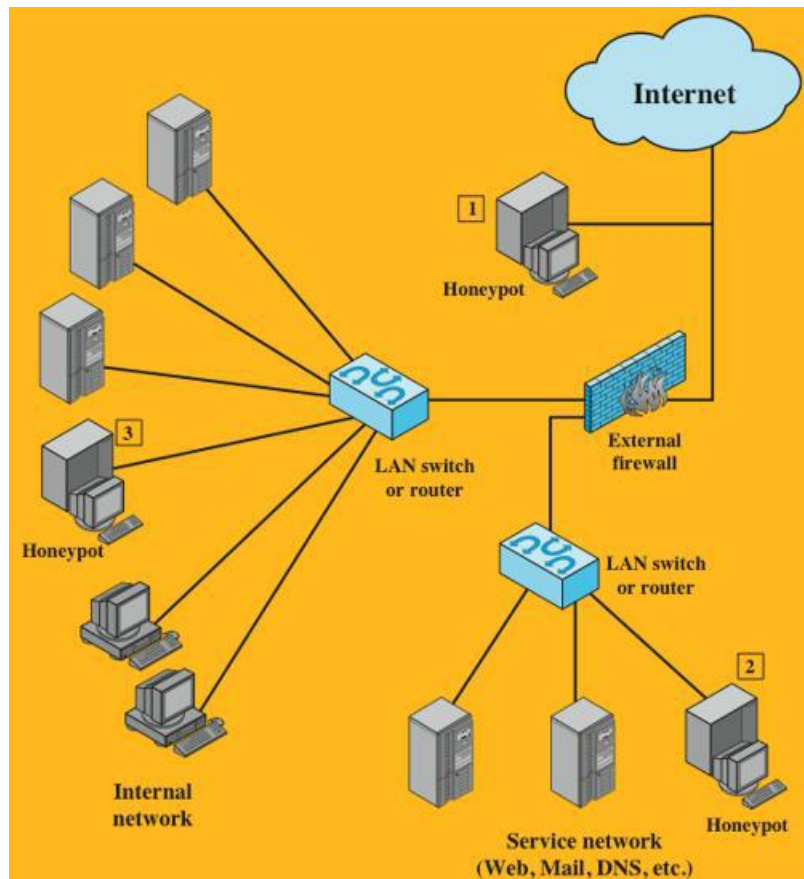 Internet
1
Honeypot
3
LAN switch
or router
External
firewall
Honeypot
LAN switch
or router
2
Internal
network
Honeypot
Service network
(Web, Mail, DNS, etc.)